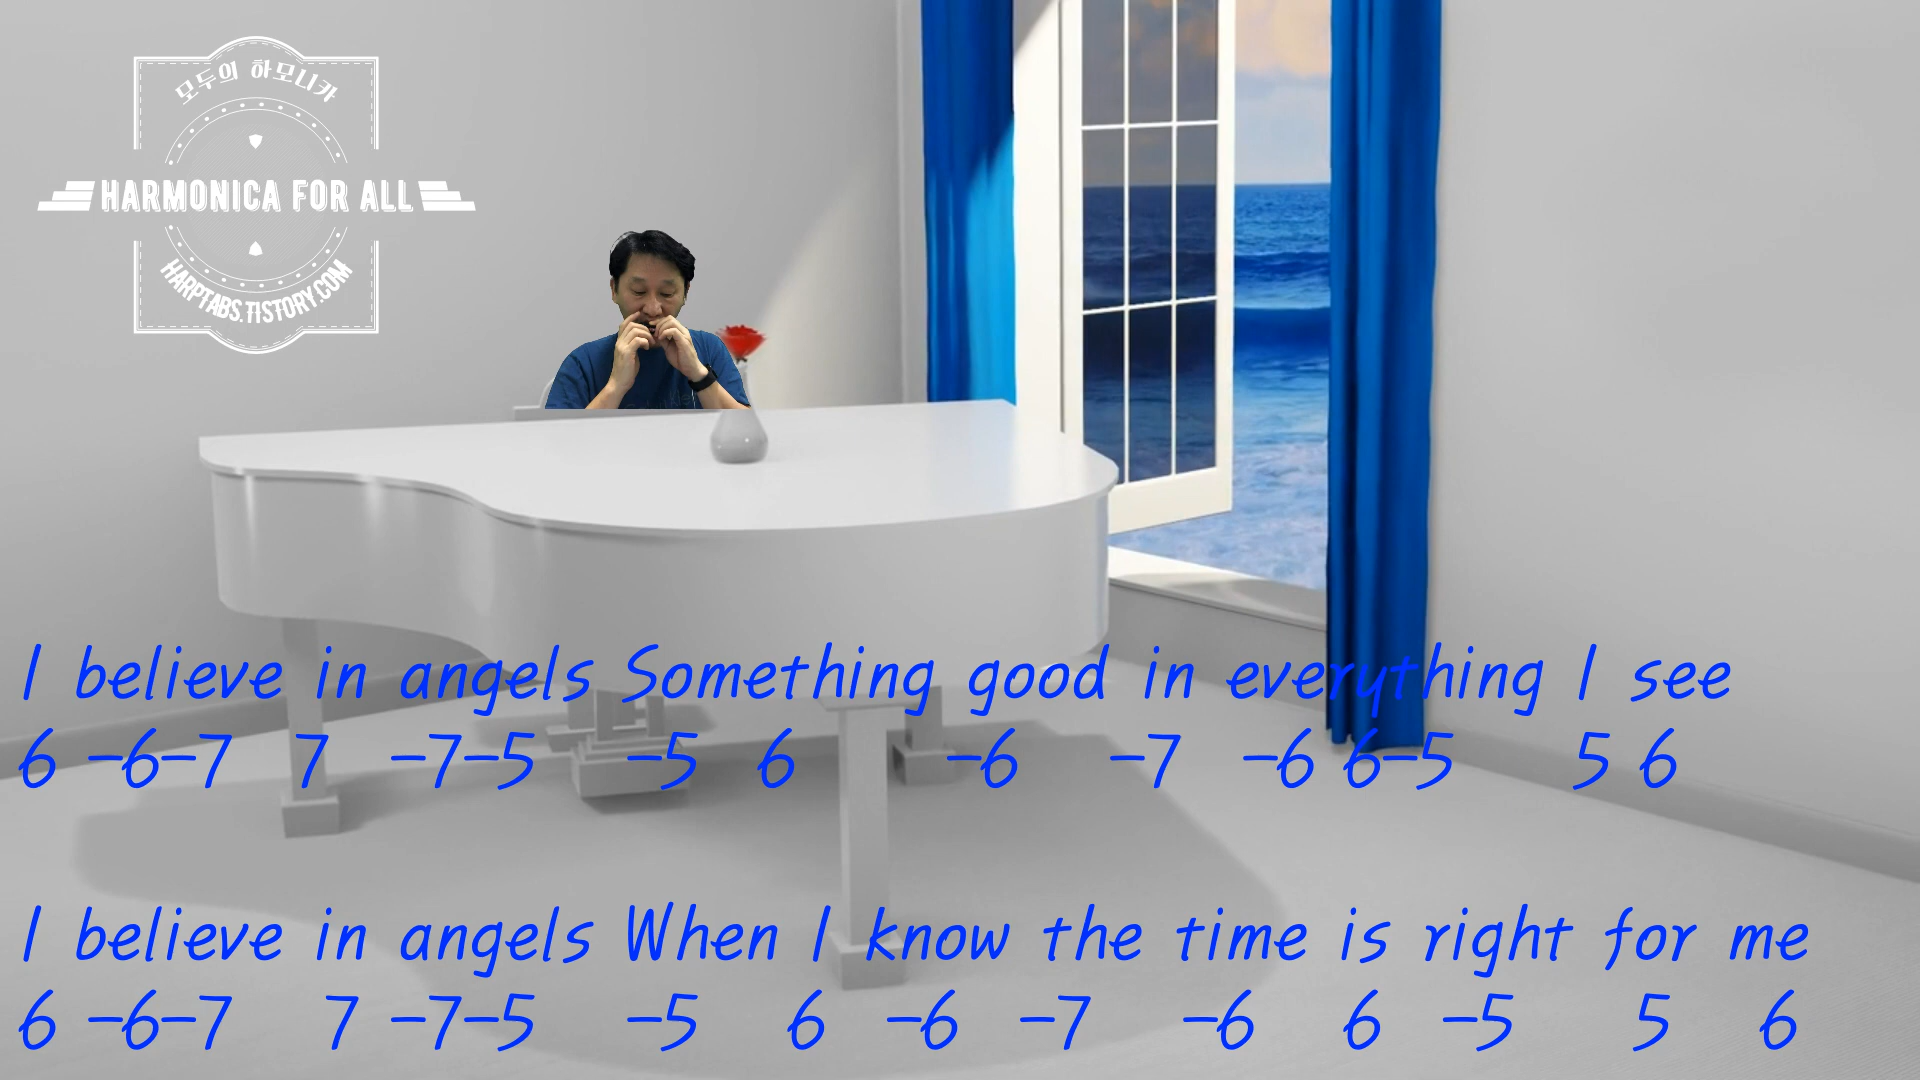 모두의 하모니카
HARMONICA FOR ALL
HARPTABS.TISTORY.COM
I believe in angels Something good in everything I see
6 -6-7 7 -7-5 -5 6 -6 -7 -6 6-5 5 6
I believe in angels When I know the time is right for me
6 -6-7 7 -7-5 -5 6 -6 -7 -6 6 -5 5 6